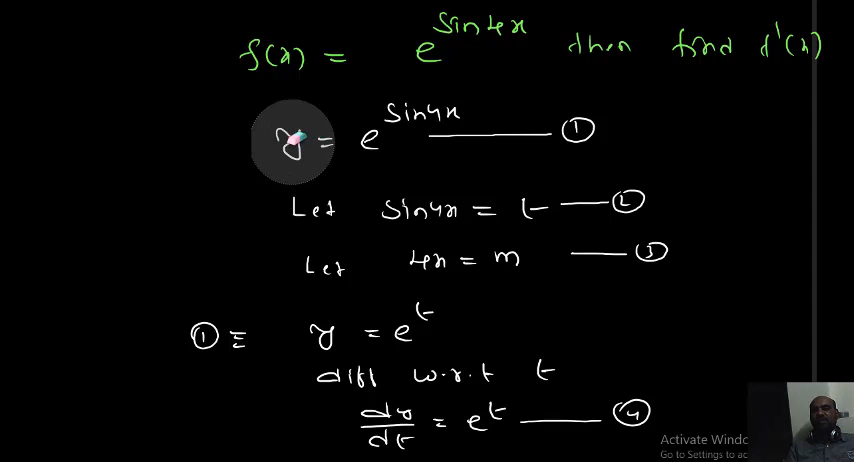 f(x) = e^sin4x then find f'(x)
y = e^sin4x ——— ①
Let sin4x = t — ②
Let 4x = m — ③
① ≡ y = e^t
diff w.r.t t
dy/dt = e^t — ④
Activate Windo
Go to Settings to ac